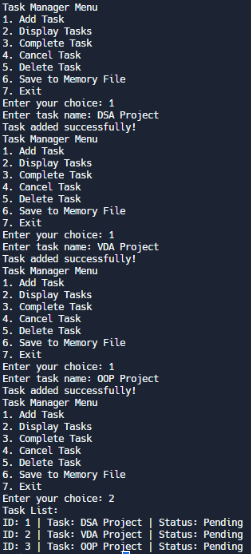 Task Manager Menu
1. Add Task
2. Display Tasks
3. Complete Task
4. Cancel Task
5. Delete Task
6. Save to Memory File
7. Exit
Enter your choice: 1
Enter task name: DSA Project
Task added successfully!
Task Manager Menu
1. Add Task
2. Display Tasks
3. Complete Task
4. Cancel Task
5. Delete Task
6. Save to Memory File
7. Exit
Enter your choice: 1
Enter task name: VDA Project
Task added successfully!
Task Manager Menu
1. Add Task
2. Display Tasks
3. Complete Task
4. Cancel Task
5. Delete Task
6. Save to Memory File
7. Exit
Enter your choice: 1
Enter task name: OOP Project
Task added successfully!
Task Manager Menu
1. Add Task
2. Display Tasks
3. Complete Task
4. Cancel Task
5. Delete Task
6. Save to Memory File
7. Exit
Enter your choice: 2
Task List:
ID: 1 | Task: DSA Project | Status: Pending
ID: 2 | Task: VDA Project | Status: Pending
ID: 3 | Task: OOP Project | Status: Pending